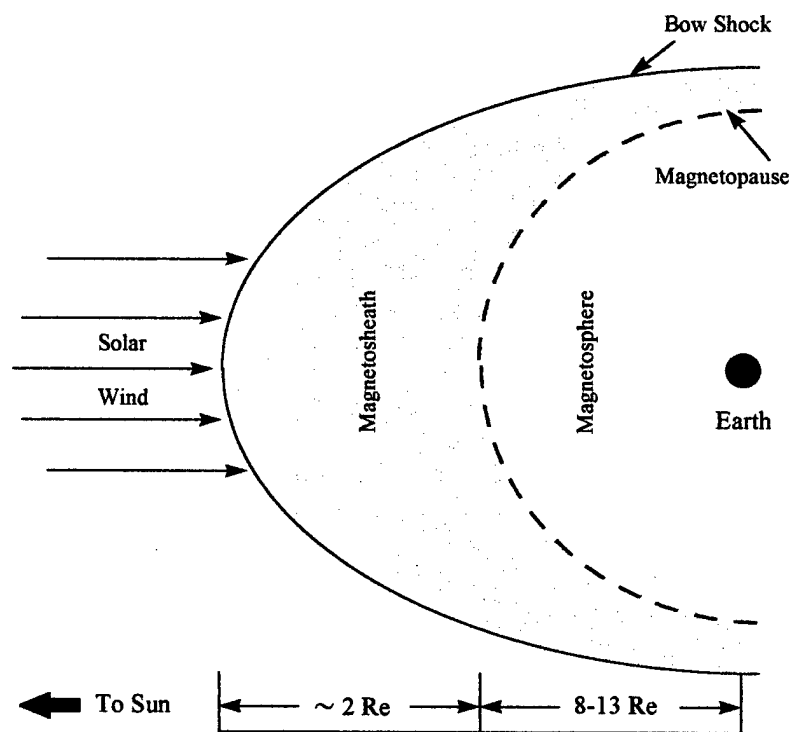 Bow Shock
Magnetopause
Solar
Wind
Magnetosheath
Magnetosphere
Earth
To Sun
~ 2 Re
8-13 Re